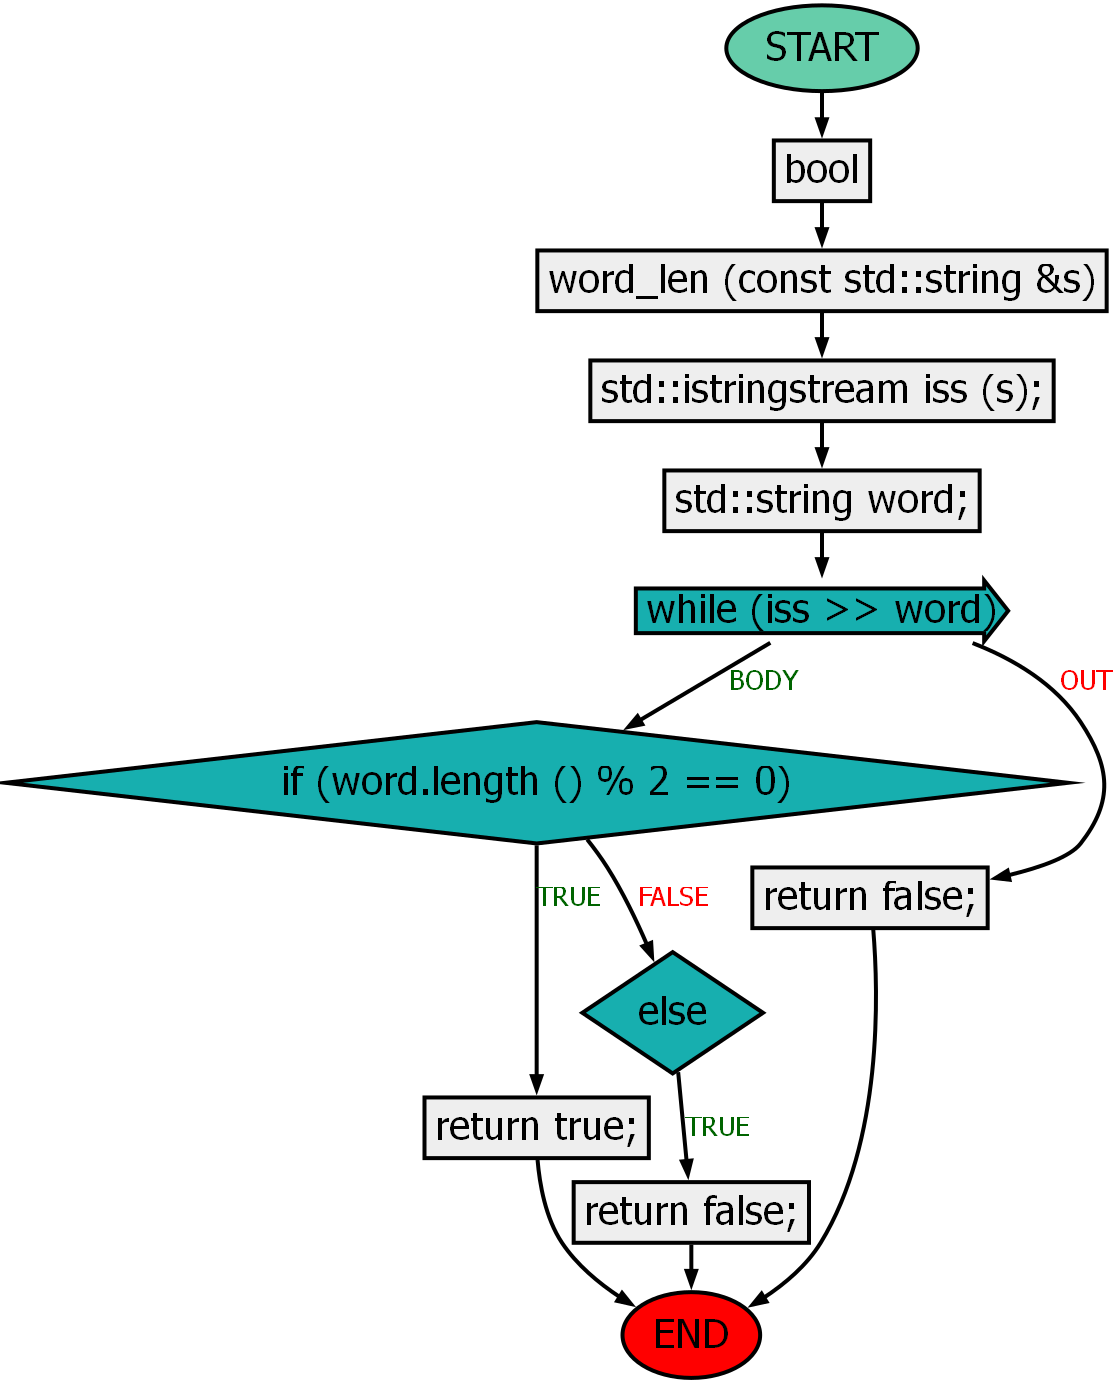 START
bool
word_len (const std::string &s)
std::istringstream iss (s);
std::string word;
while (iss >> word)
BODY
OUT
if (word.length () % 2 == 0)
TRUE
FALSE
return false;
else
return true;
TRUE
return false;
END